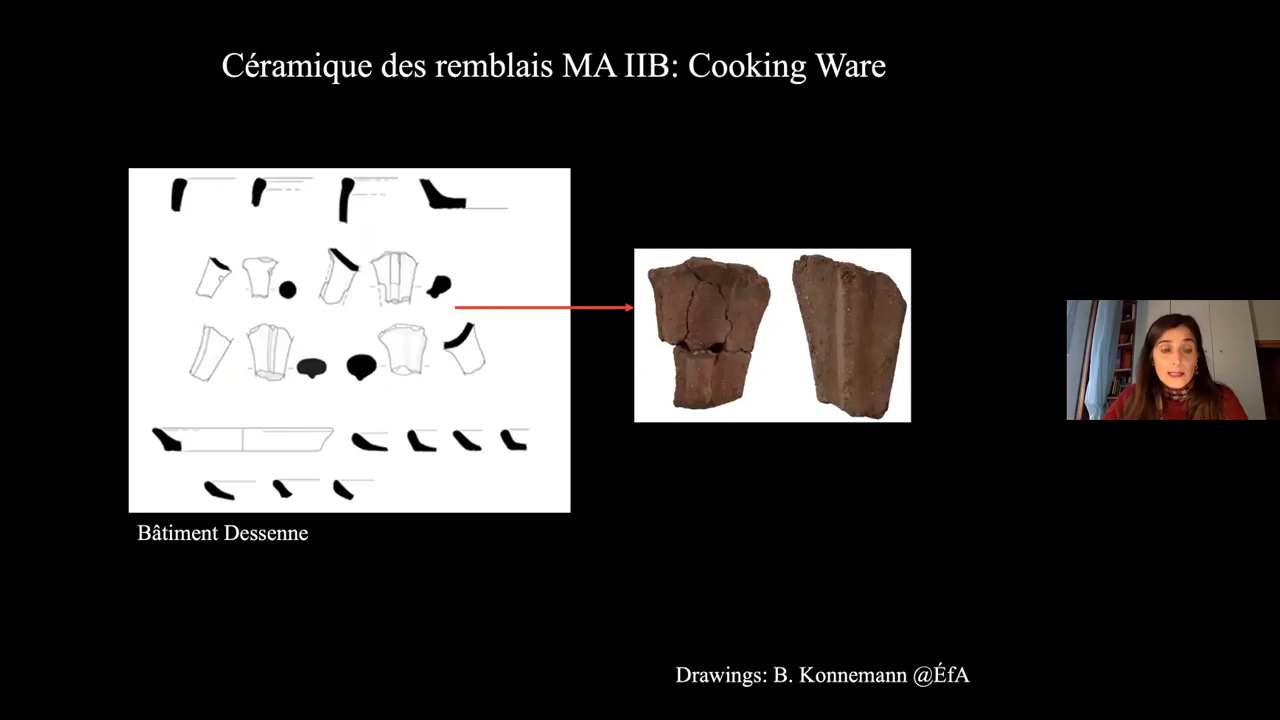 Céramique des remblais MA IIB: Cooking Ware
Bâtiment Dessenne
Drawings: B. Konnemann @ÉfA